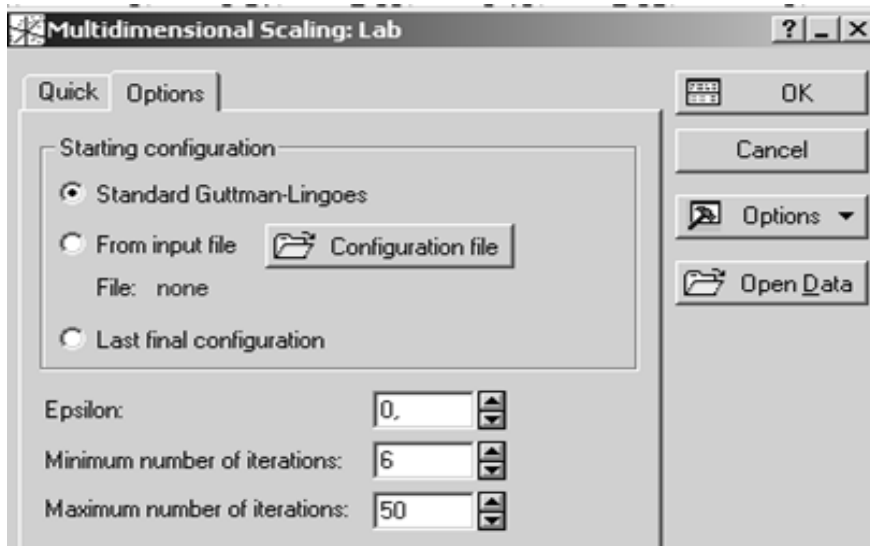 Multidimensional Scaling: Lab
Quick Options
OK
Cancel
Options
Open Data
Starting configuration
Standard Guttman-Lingoes
From input file Configuration file
File: none
Last final configuration
Epsilon: 0,
Minimum number of iterations: 6
Maximum number of iterations: 50